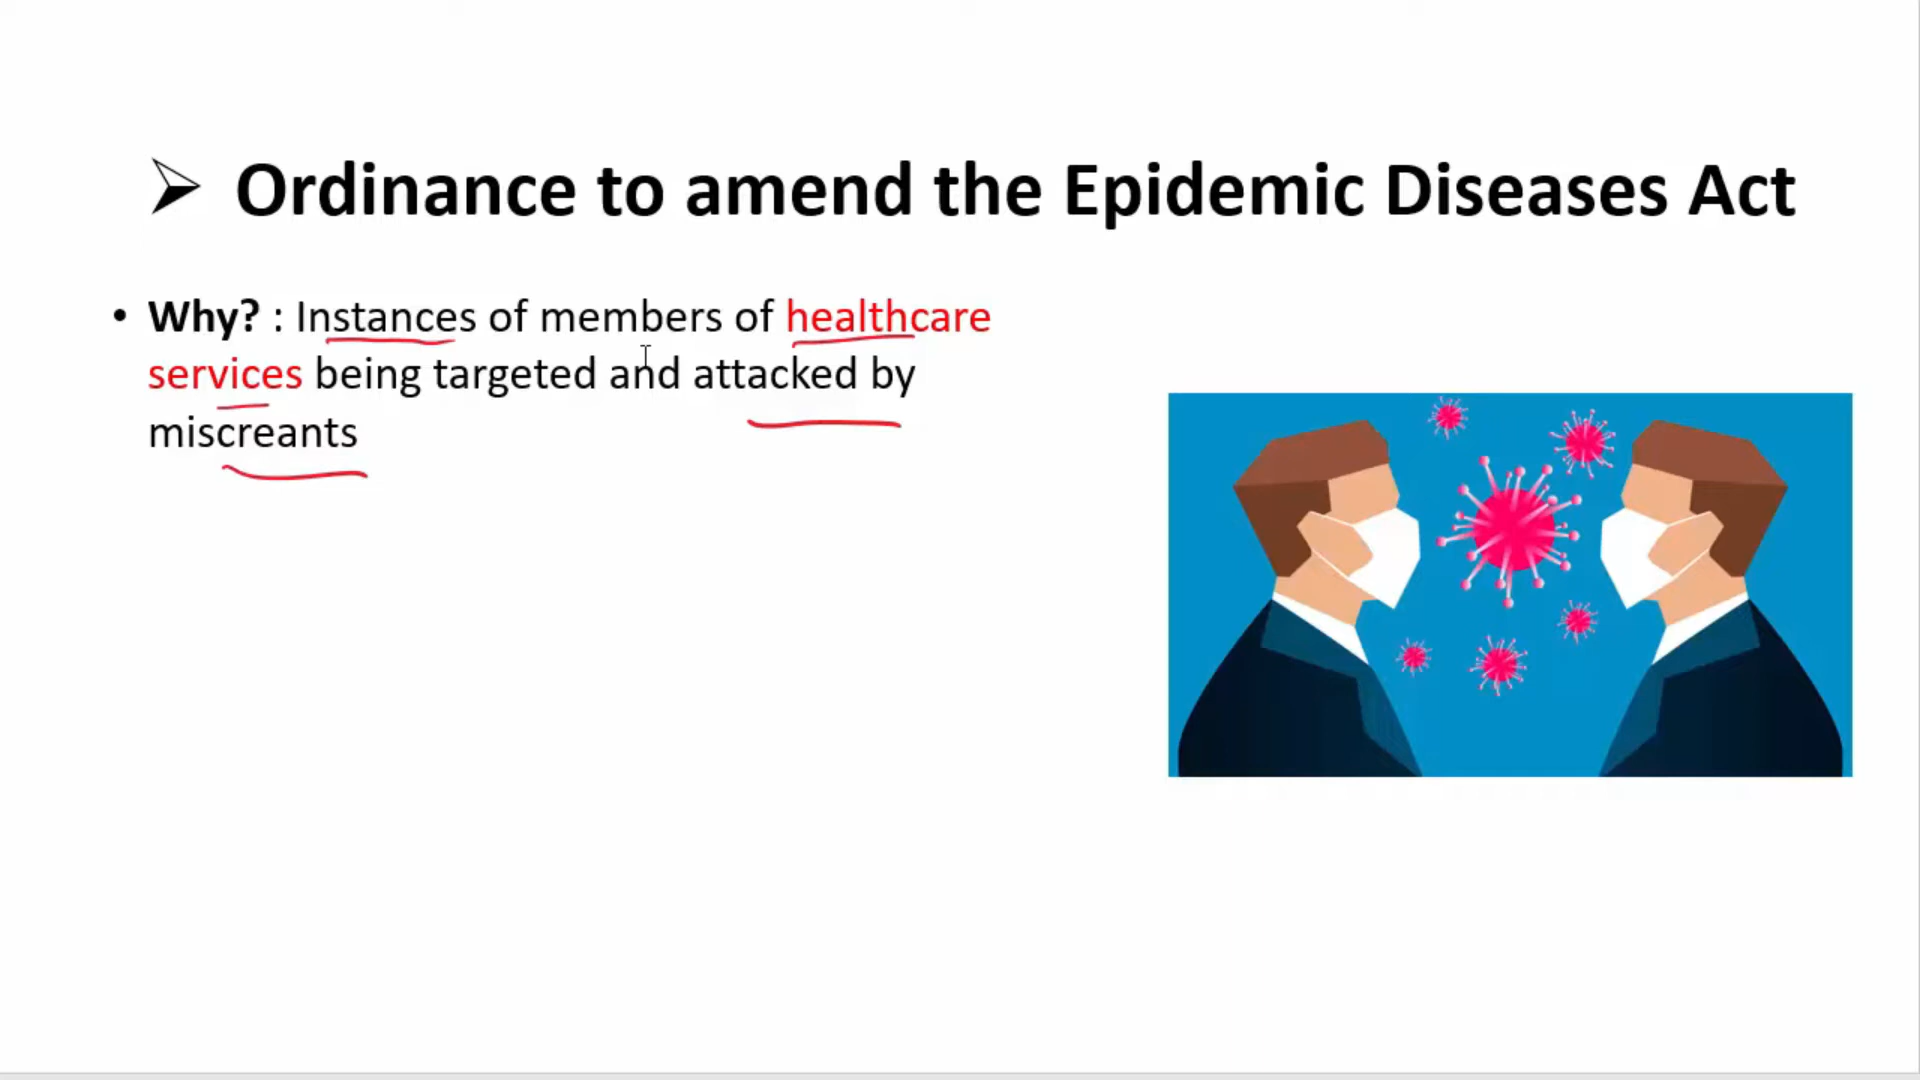 ➢ Ordinance to amend the Epidemic Diseases Act
• Why? : Instances of members of healthcare
services being targeted and attacked by
miscreants